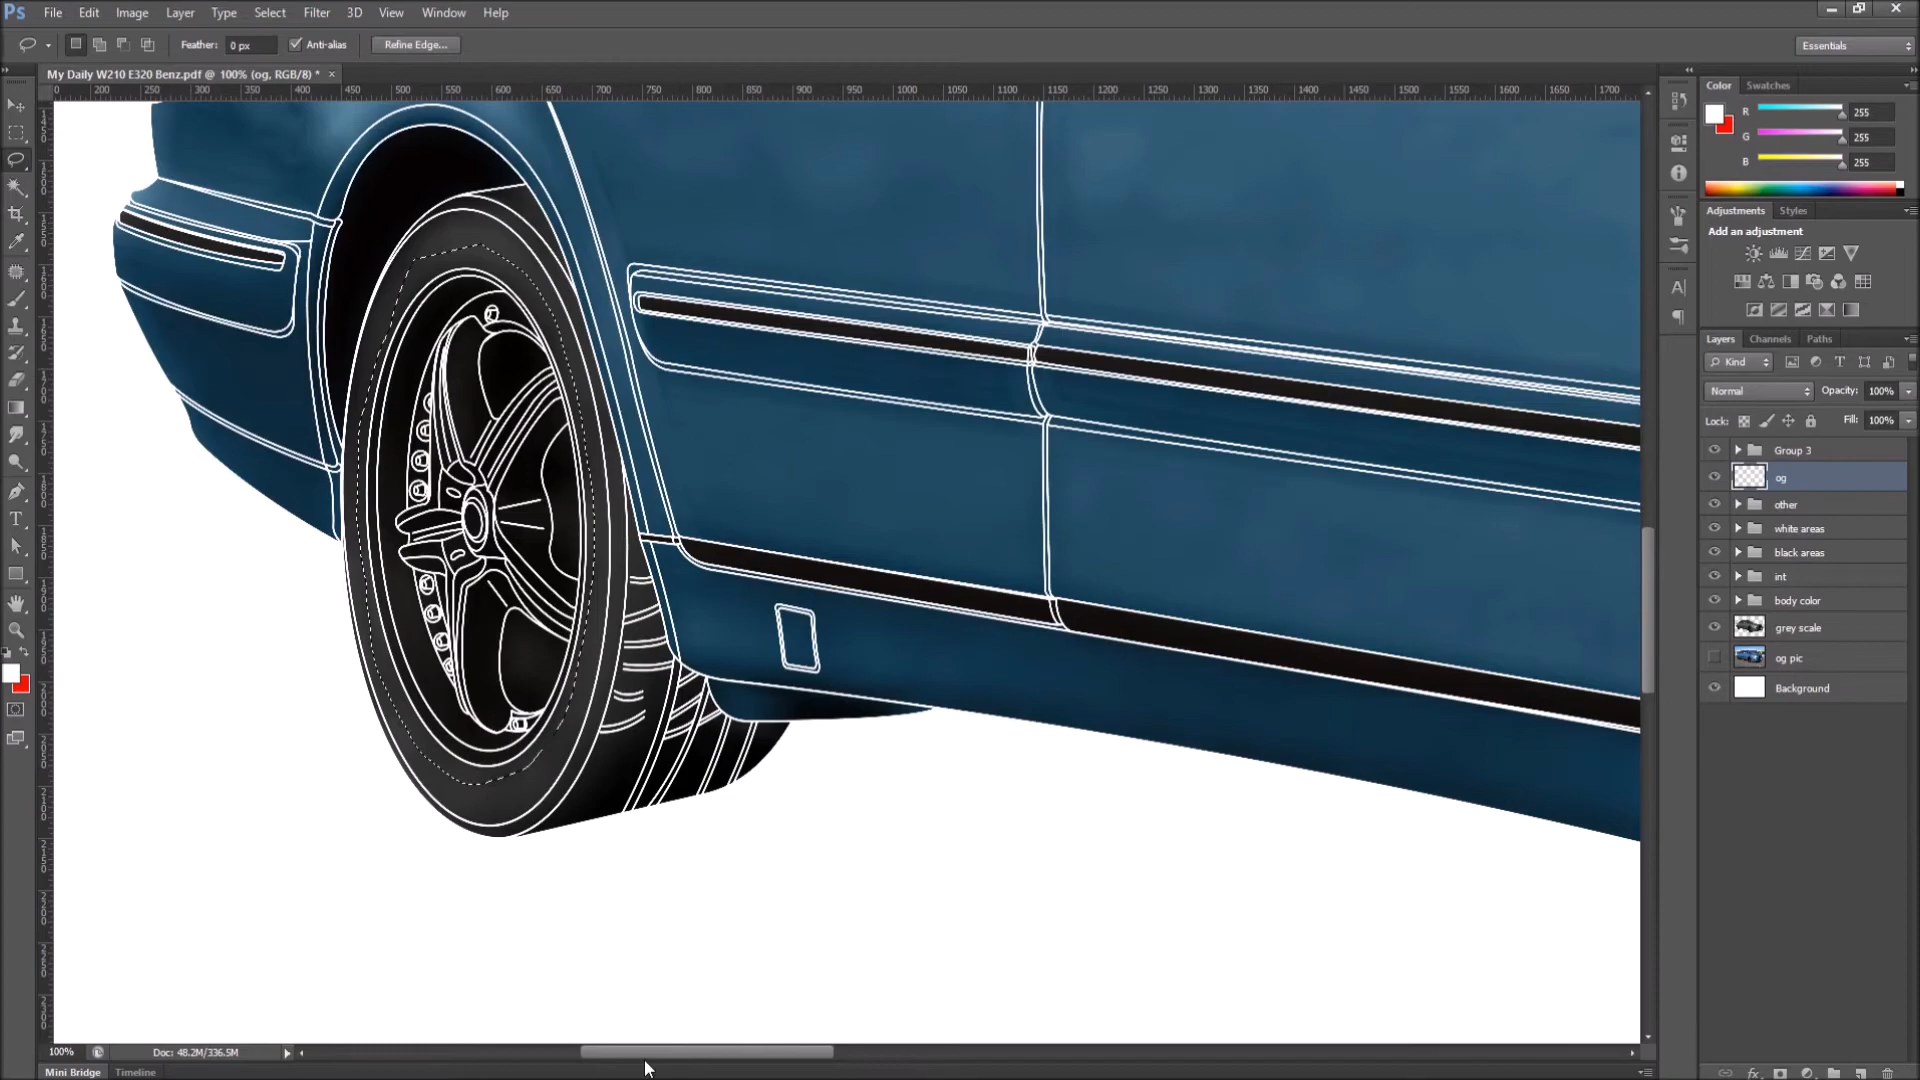 Ps File Edit Image Layer Type Select Filter 3D View Window Help
Feather: 0 px Anti-alias Refine Edge... Essentials
My Daily W210 E320 Benz.pdf @ 100% (og, RGB/8) * ×
0 200 250 300 350 400 450 500 550 600 650 700 750 800 850 900 950 1000 1050 1100 1150 1200 1250 1300 1350 1400 1450 1500 1550 1600 1650 1700
Color Swatches
R 255
G 255
B 255
Adjustments Styles
Add an adjustment
Layers Channels Paths
Kind
Normal Opacity: 100%
Lock: Fill: 100%
Group 3
og
other
white areas
black areas
int
body color
grey scale
og pic
Background
100% Doc: 48.2M/336.5M
Mini Bridge Timeline